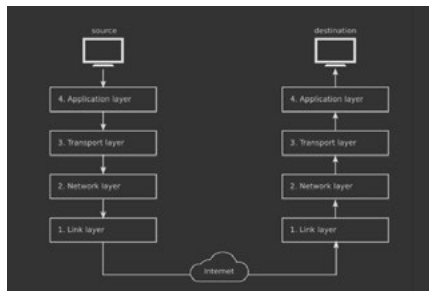 source
destination
4. Application layer
4. Application layer
3. Transport layer
3. Transport layer
2. Network layer
2. Network layer
1. Link layer
1. Link layer
Internet